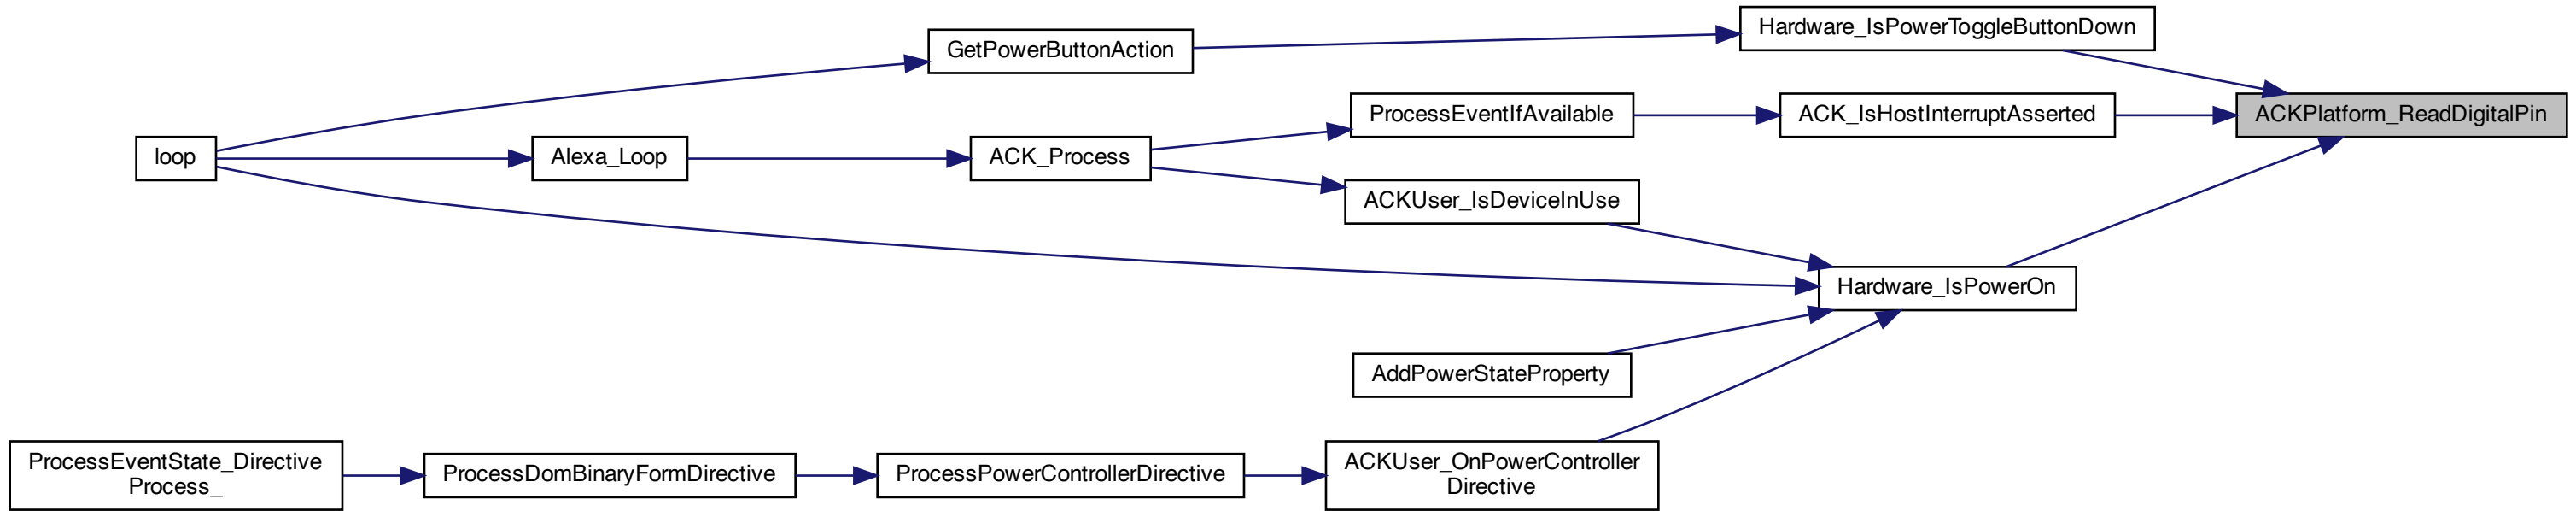 Hardware_IsPowerToggleButtonDown
GetPowerButtonAction
ProcessEventIfAvailable
ACK_IsHostInterruptAsserted
ACKPlatform_ReadDigitalPin
loop
Alexa_Loop
ACK_Process
ACKUser_IsDeviceInUse
Hardware_IsPowerOn
AddPowerStateProperty
ProcessEventState_Directive
Process_
ProcessDomBinaryFormDirective
ProcessPowerControllerDirective
ACKUser_OnPowerController
Directive